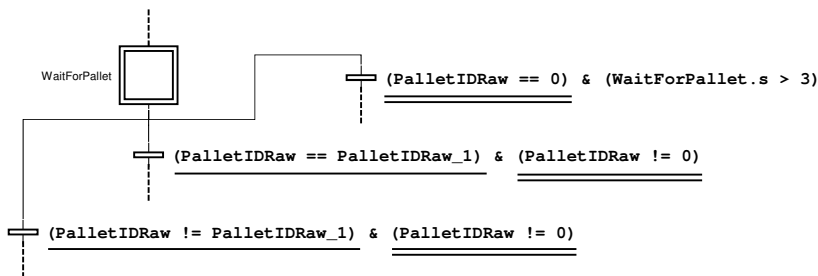 WaitForPallet
(PalletIDRaw == 0) & (WaitForPallet.s > 3)
(PalletIDRaw == PalletIDRaw_1) & (PalletIDRaw != 0)
(PalletIDRaw != PalletIDRaw_1) & (PalletIDRaw != 0)